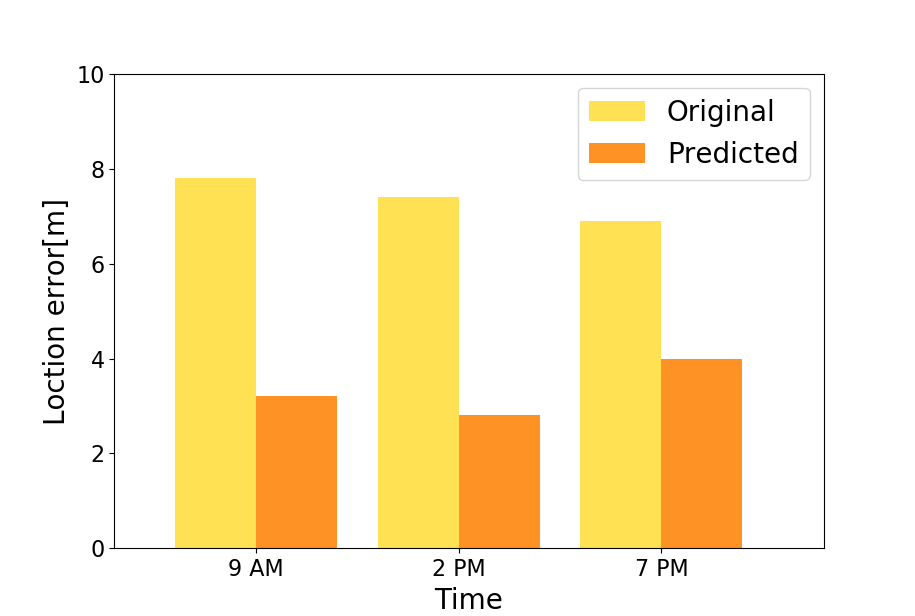 10
8
6
4
2
0
Loction error[m]
Original
Predicted
9 AM
2 PM
7 PM
Time